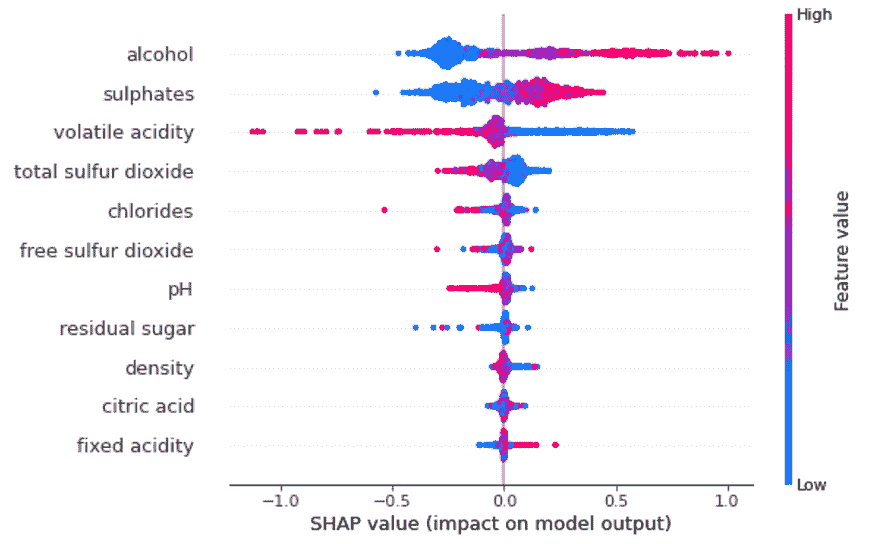 High
alcohol
sulphates
volatile acidity
total sulfur dioxide
chlorides
free sulfur dioxide
pH
residual sugar
density
citric acid
fixed acidity
Feature value
Low
−1.0 −0.5 0.0 0.5 1.0
SHAP value (impact on model output)